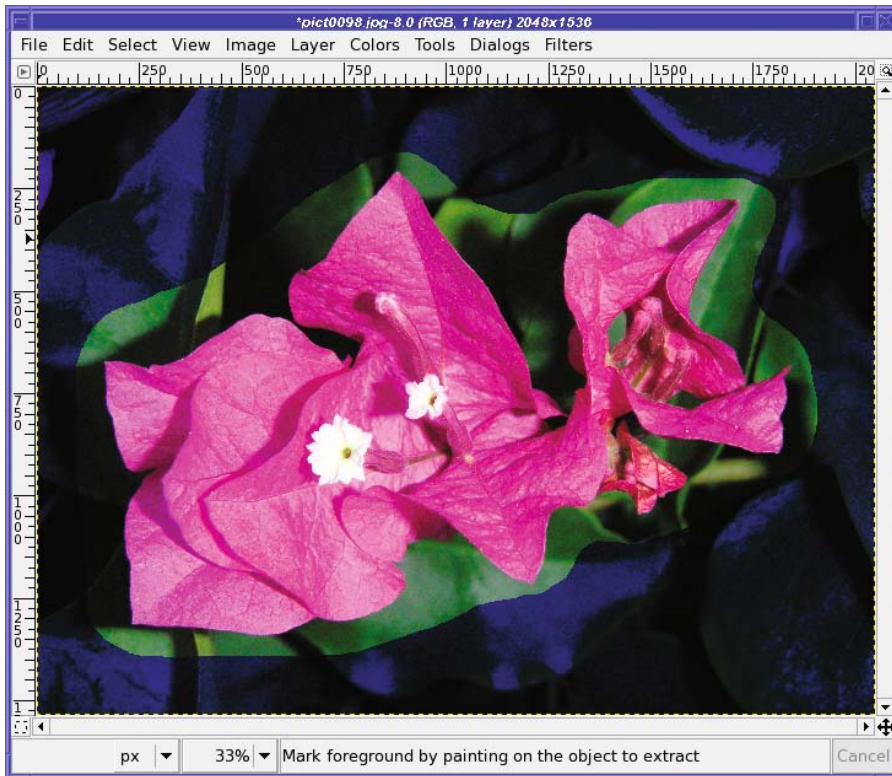 *pict0098.jpg-8.0 (RGB, 1 layer) 2048x1536
File Edit Select View Image Layer Colors Tools Dialogs Filters
0 250 500 750 1000 1250 1500 1750 20
0
250
500
750
1000
1250
1
px 33% Mark foreground by painting on the object to extract Cancel